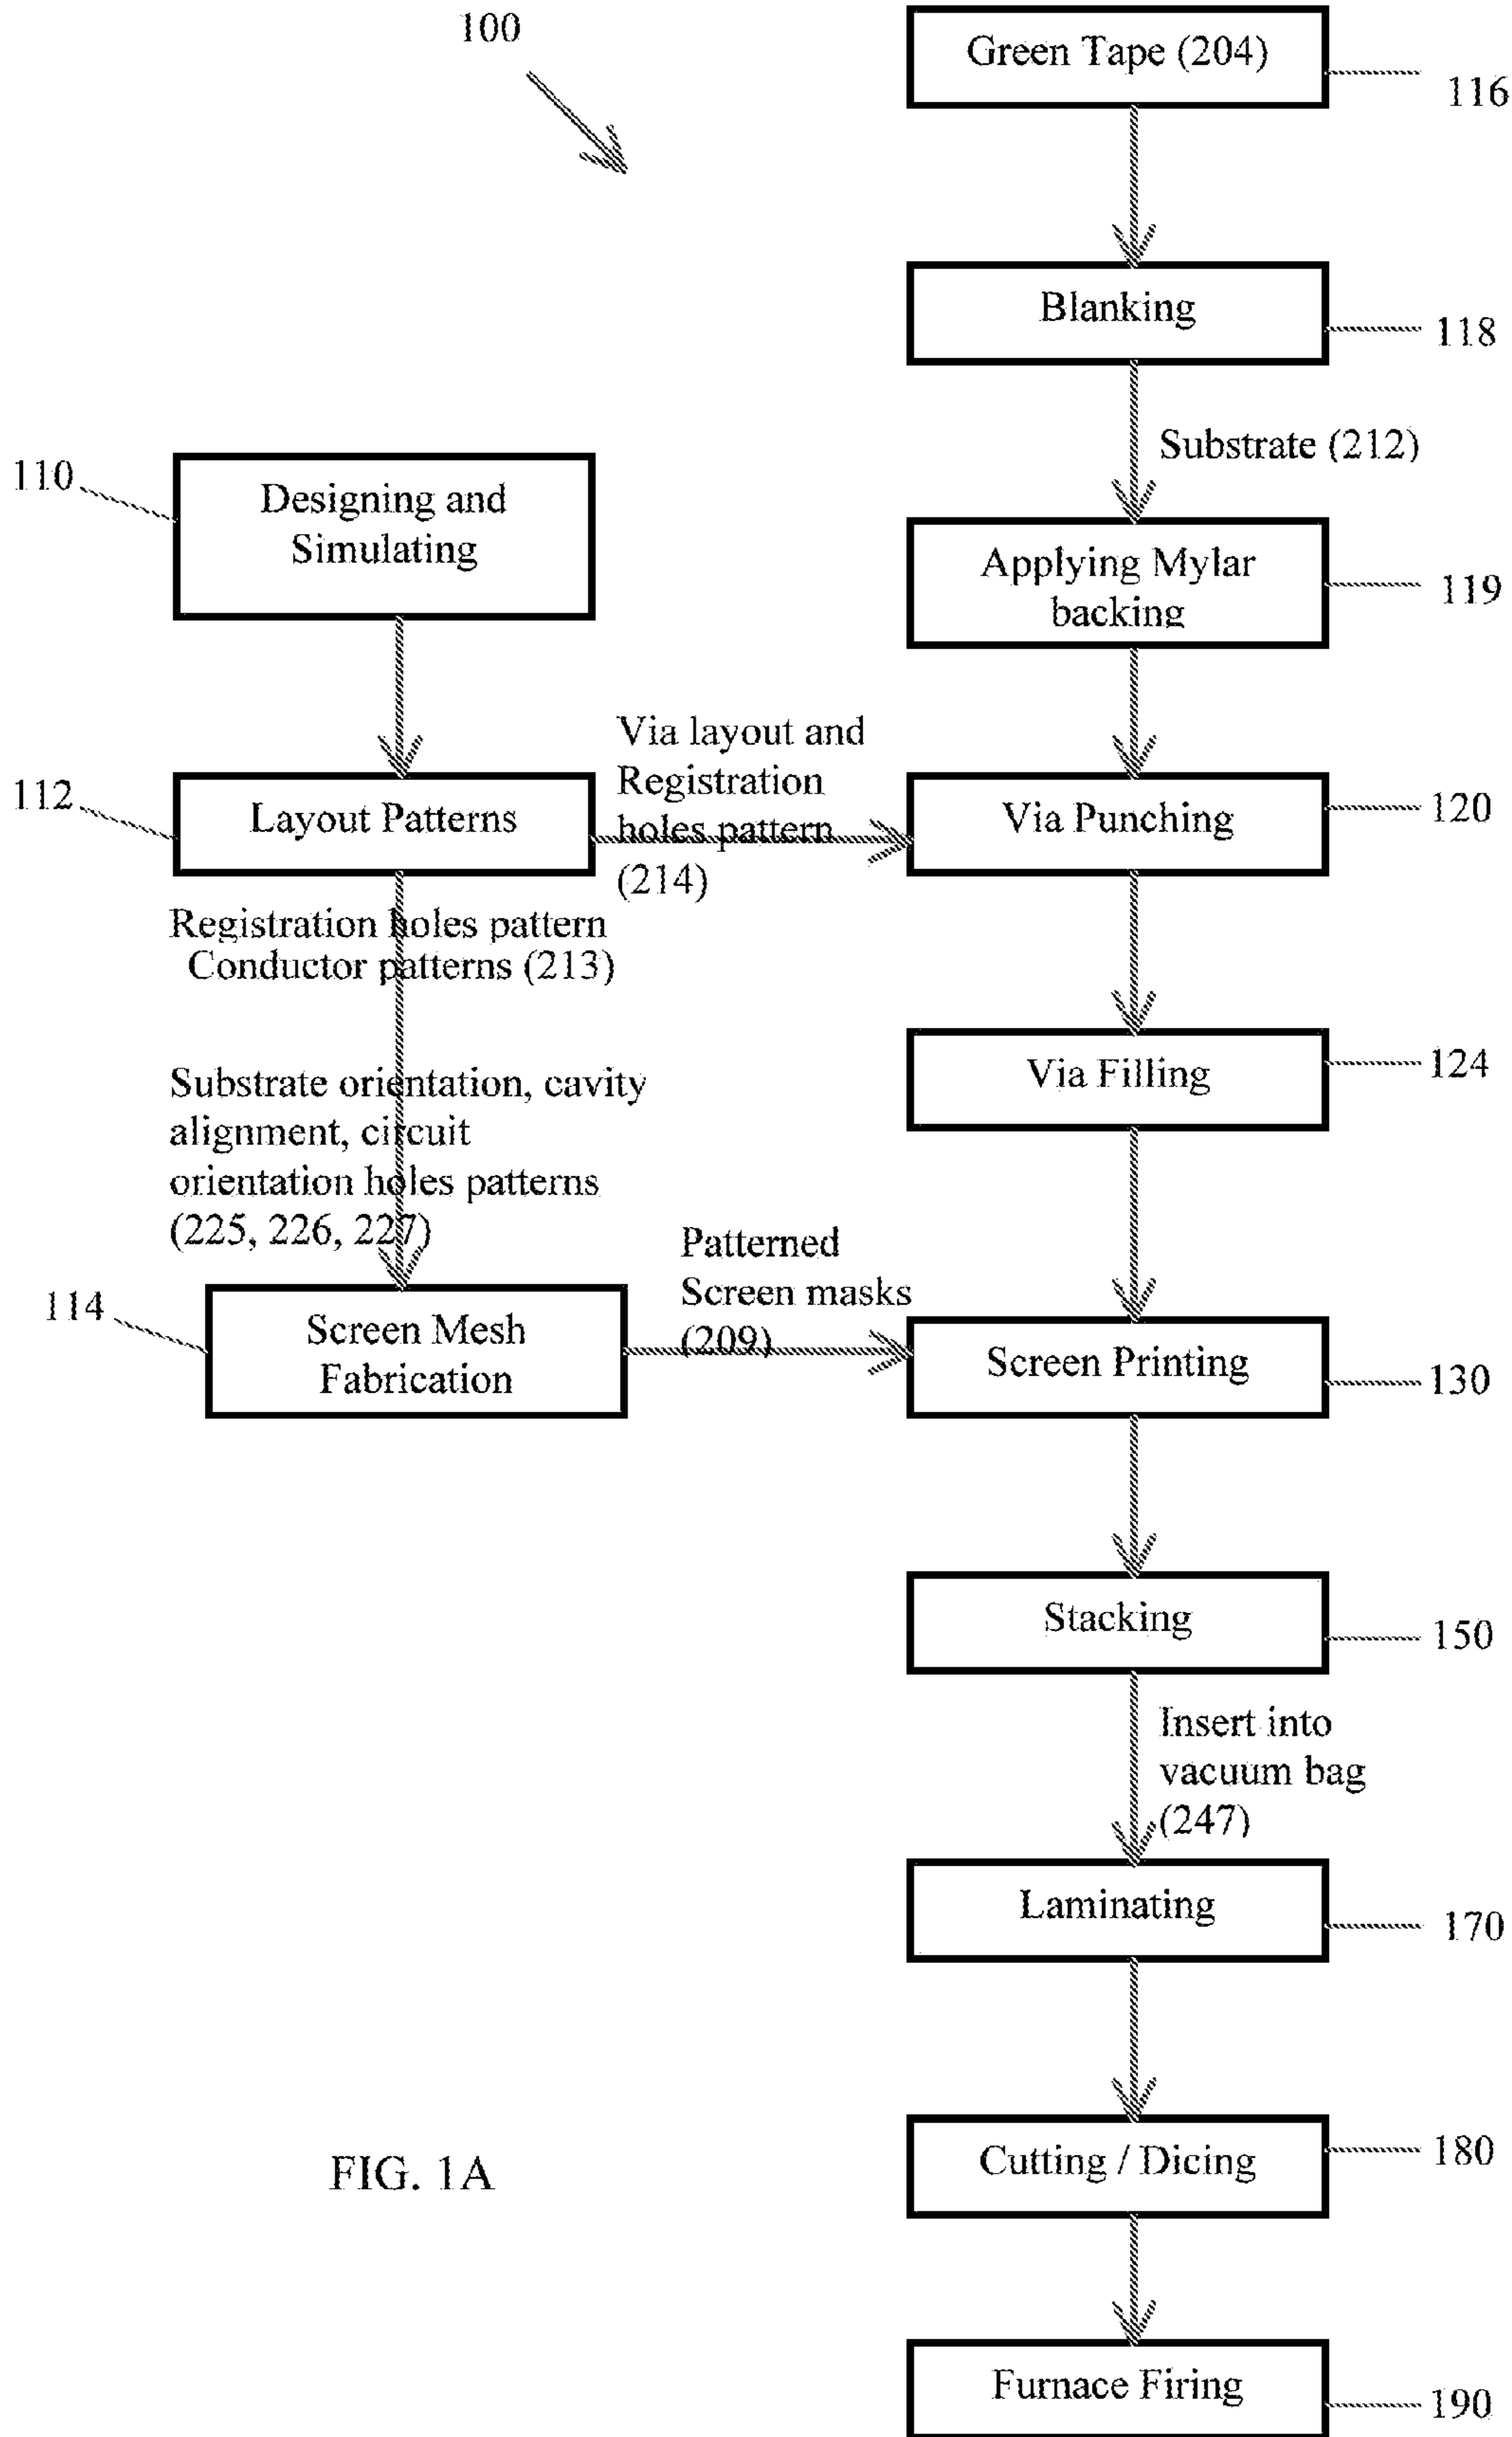 100
Green Tape (204)
116
Blanking
118
Substrate (212)
110
Designing and
Simulating
Applying Mylar
backing
119
Via layout and
Registration
holes pattern
(214)
112
Layout Patterns
Via Punching
120
Registration holes pattern
Conductor patterns (213)
Via Filling
124
Substrate orientation, cavity
alignment, circuit
orientation holes patterns
(225, 226, 227)
Patterned
Screen masks
(209)
114
Screen Mesh
Fabrication
Screen Printing
130
Stacking
150
Insert into
vacuum bag
(247)
Laminating
170
Cutting / Dicing
180
FIG. 1A
Furnace Firing
190